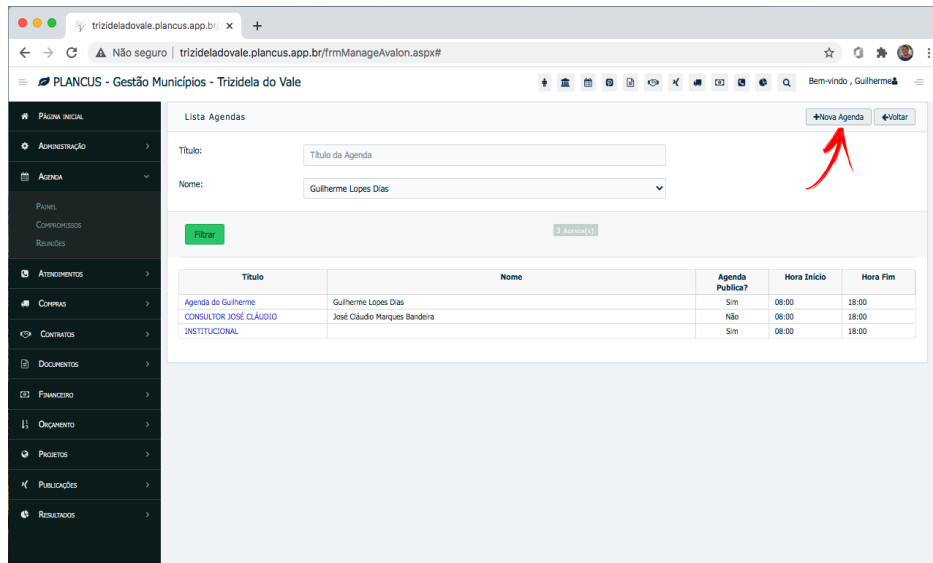 trizideladovale.plancus.app.br/
Não seguro | trizideladovale.plancus.app.br/frmManageAvalon.aspx#
PLANCUS - Gestão Municípios - Trizidela do Vale
Bem-vindo , Guilherme
Página inicial
Lista Agendas
+Nova Agenda
Voltar
Administração
Título:
Título da Agenda
Agenda
Nome:
Guilherme Lopes Dias
Painel
Compromissos
Reuniões
Filtrar
Atendimentos
Título Nome Agenda Publica? Hora Início Hora Fim
Agenda do Guilherme Guilherme Lopes Dias Sim 08:00 18:00
CONSULTOR JOSÉ CLÁUDIO José Cláudio Marques Bandeira Não 08:00 18:00
INSTITUCIONAL Sim 08:00 18:00
Compras
Contratos
Documentos
Financeiro
Orçamento
Projetos
Publicações
Resultados